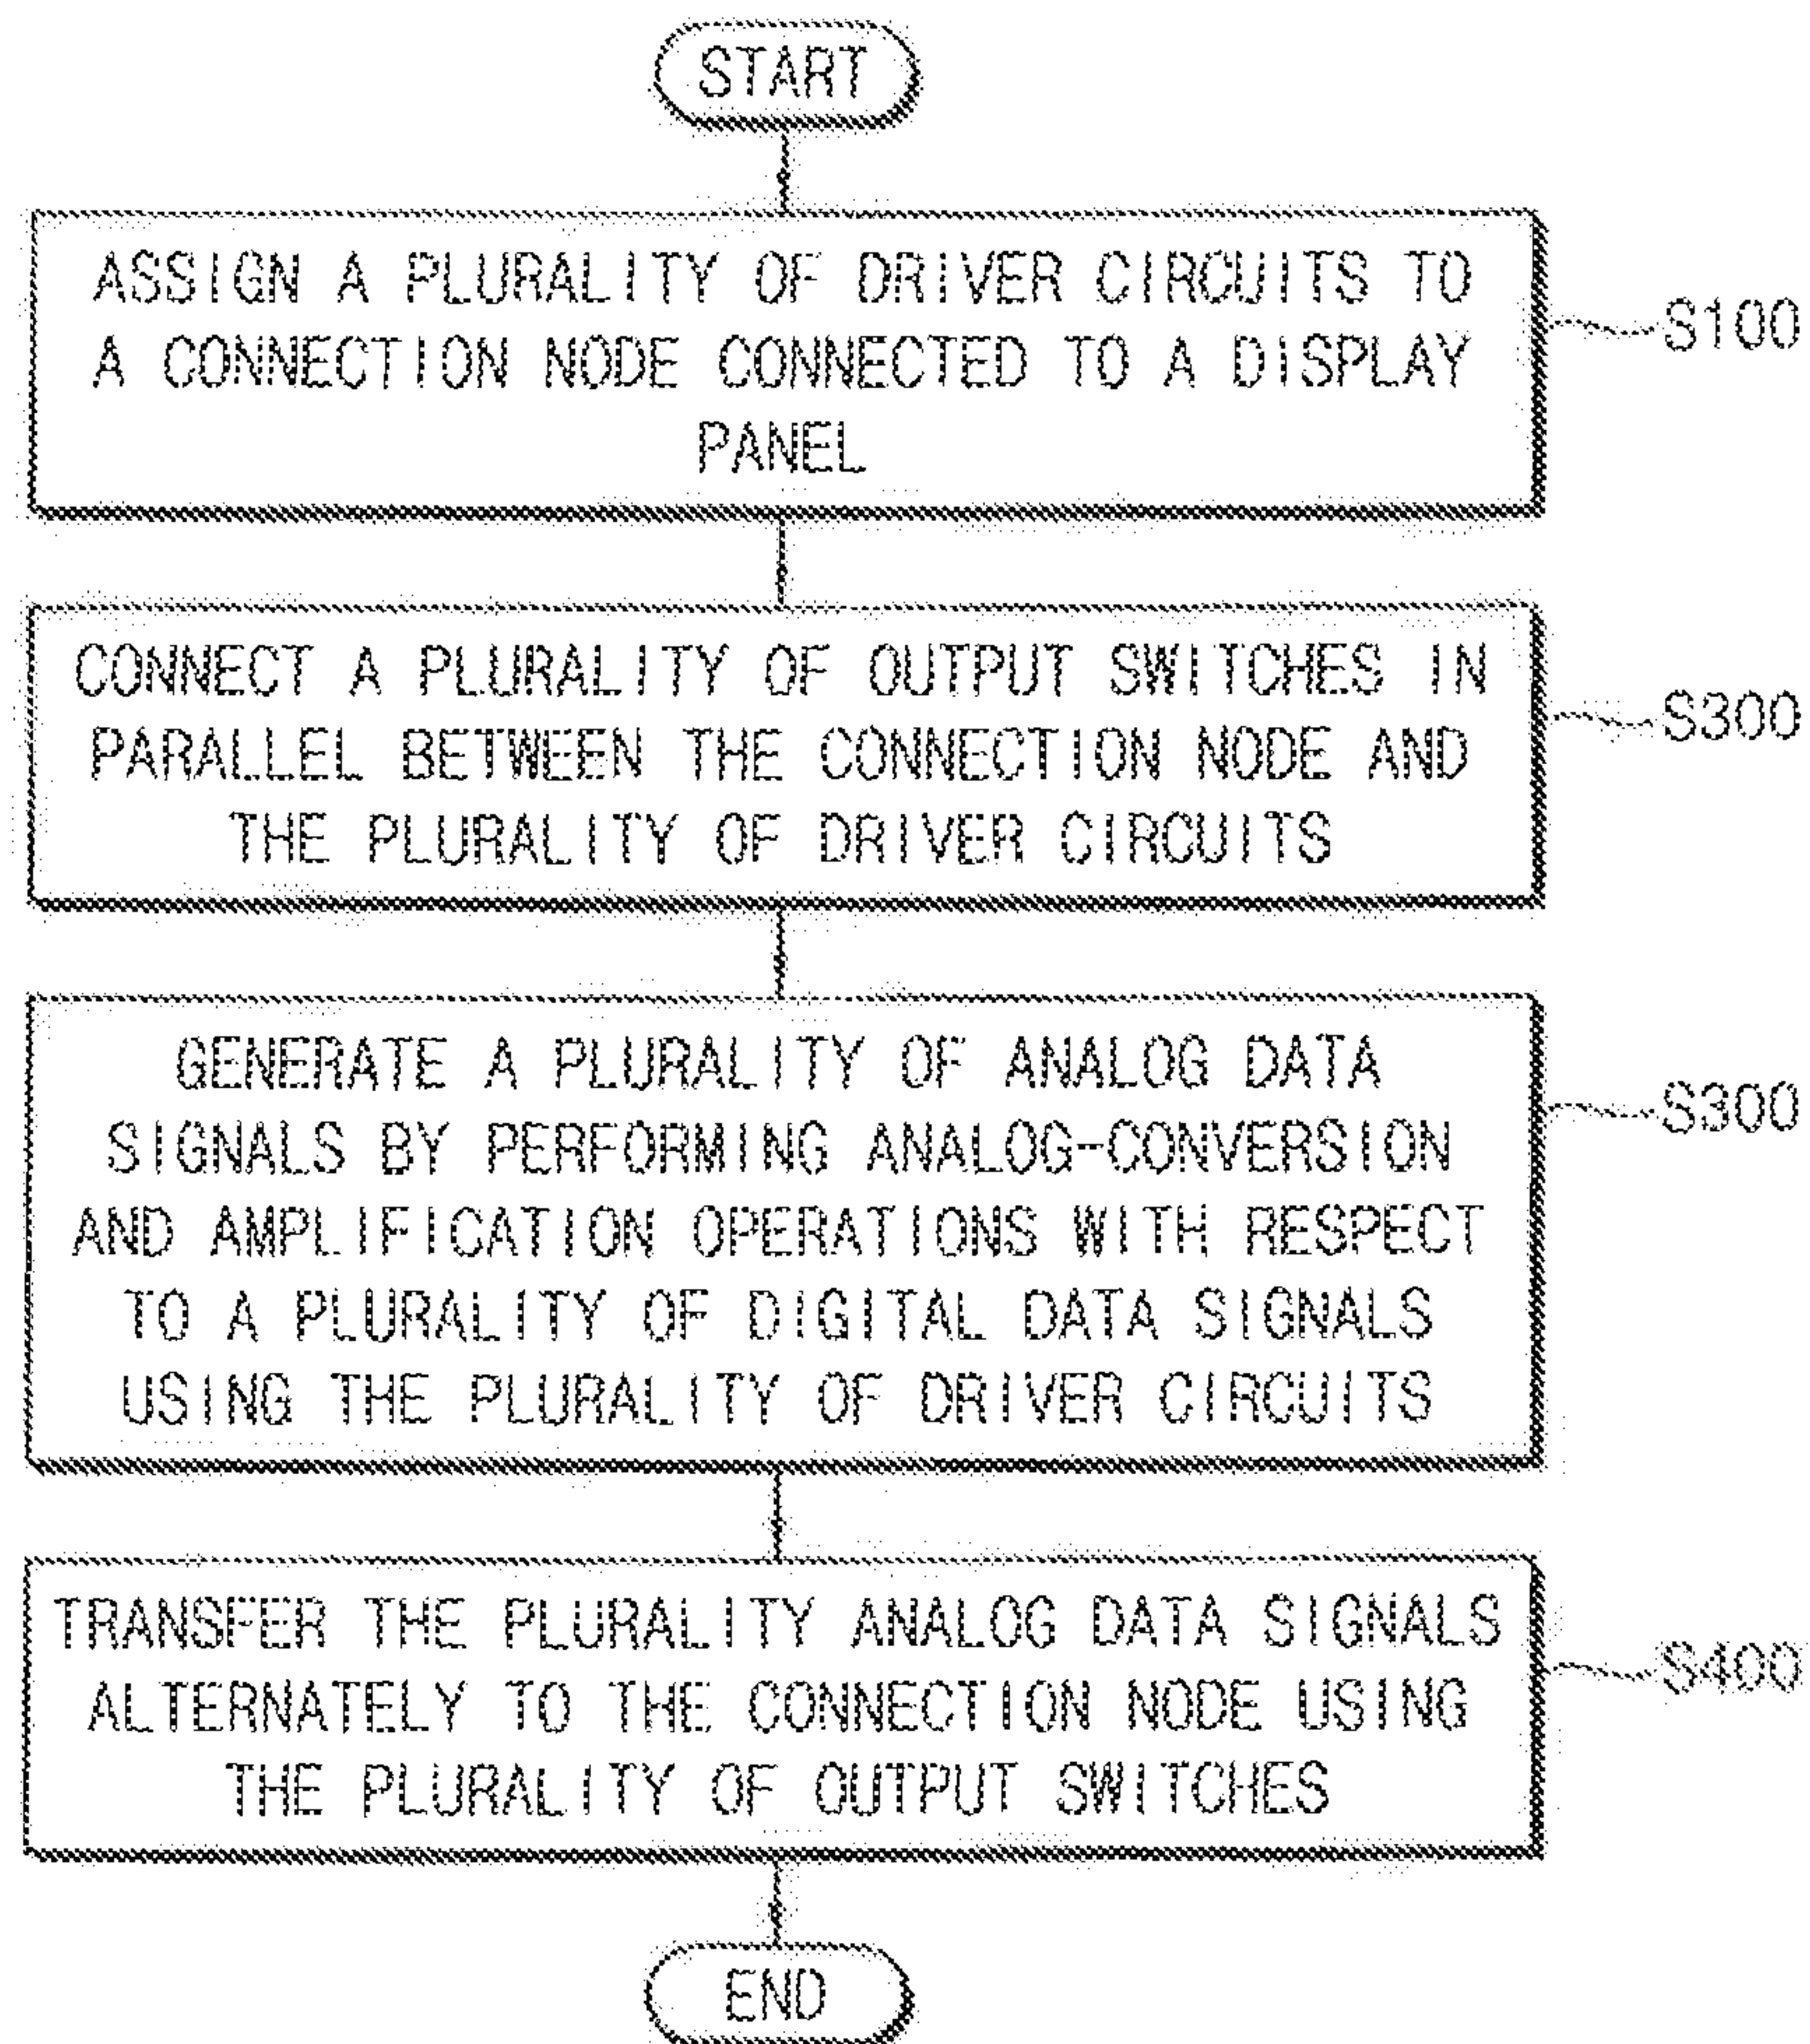 START
ASSIGN A PLURALITY OF DRIVER CIRCUITS TO
A CONNECTION NODE CONNECTED TO A DISPLAY
PANEL
S100
CONNECT A PLURALITY OF OUTPUT SWITCHES IN
PARALLEL BETWEEN THE CONNECTION NODE AND
THE PLURALITY OF DRIVER CIRCUITS
S300
GENERATE A PLURALITY OF ANALOG DATA
SIGNALS BY PERFORMING ANALOG-CONVERSION
AND AMPLIFICATION OPERATIONS WITH RESPECT
TO A PLURALITY OF DIGITAL DATA SIGNALS
USING THE PLURALITY OF DRIVER CIRCUITS
S300
TRANSFER THE PLURALITY ANALOG DATA SIGNALS
ALTERNATELY TO THE CONNECTION NODE USING
THE PLURALITY OF OUTPUT SWITCHES
S400
END